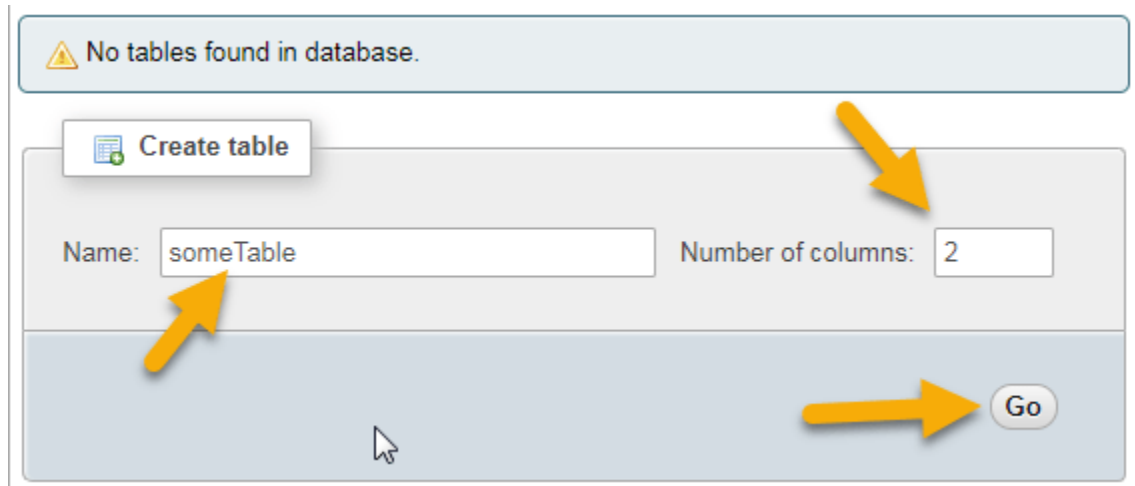 No tables found in database.
Create table
Name: someTable Number of columns: 2
Go